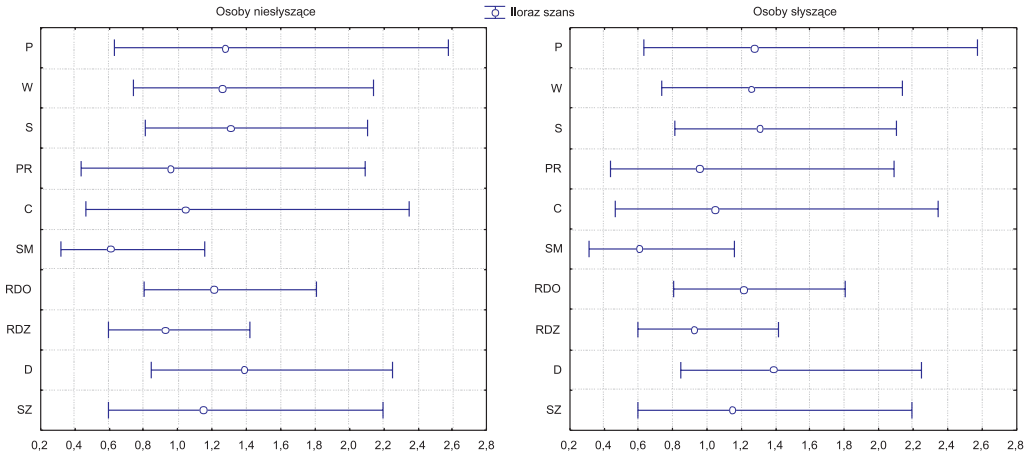 Osoby niesłyszące
Iloraz szans
Osoby słyszące
P
W
S
PR
C
SM
RDO
RDZ
D
SZ
0,2 0,4 0,6 0,8 1,0 1,2 1,4 1,6 1,8 2,0 2,2 2,4 2,6 2,8
P
W
S
PR
C
SM
RDO
RDZ
D
SZ
0,2 0,4 0,6 0,8 1,0 1,2 1,4 1,6 1,8 2,0 2,2 2,4 2,6 2,8